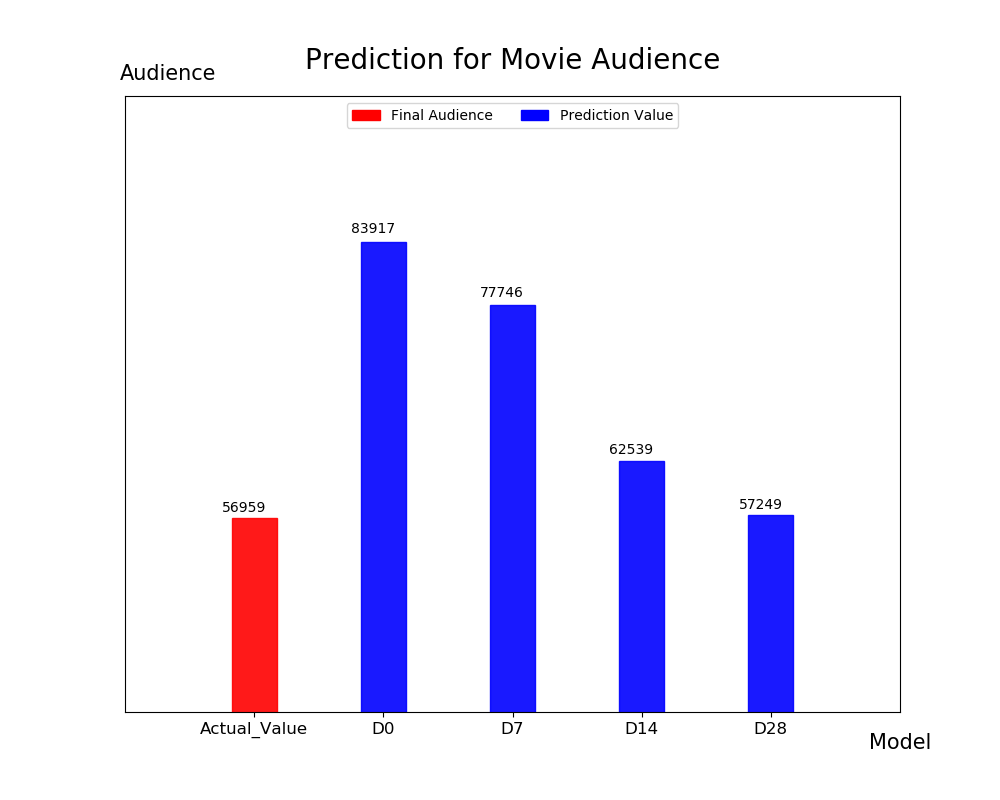 Prediction for Movie Audience
Audience
Final Audience
Prediction Value
83917
77746
62539
56959
57249
Actual_Value
D0
D7
D14
D28
Model